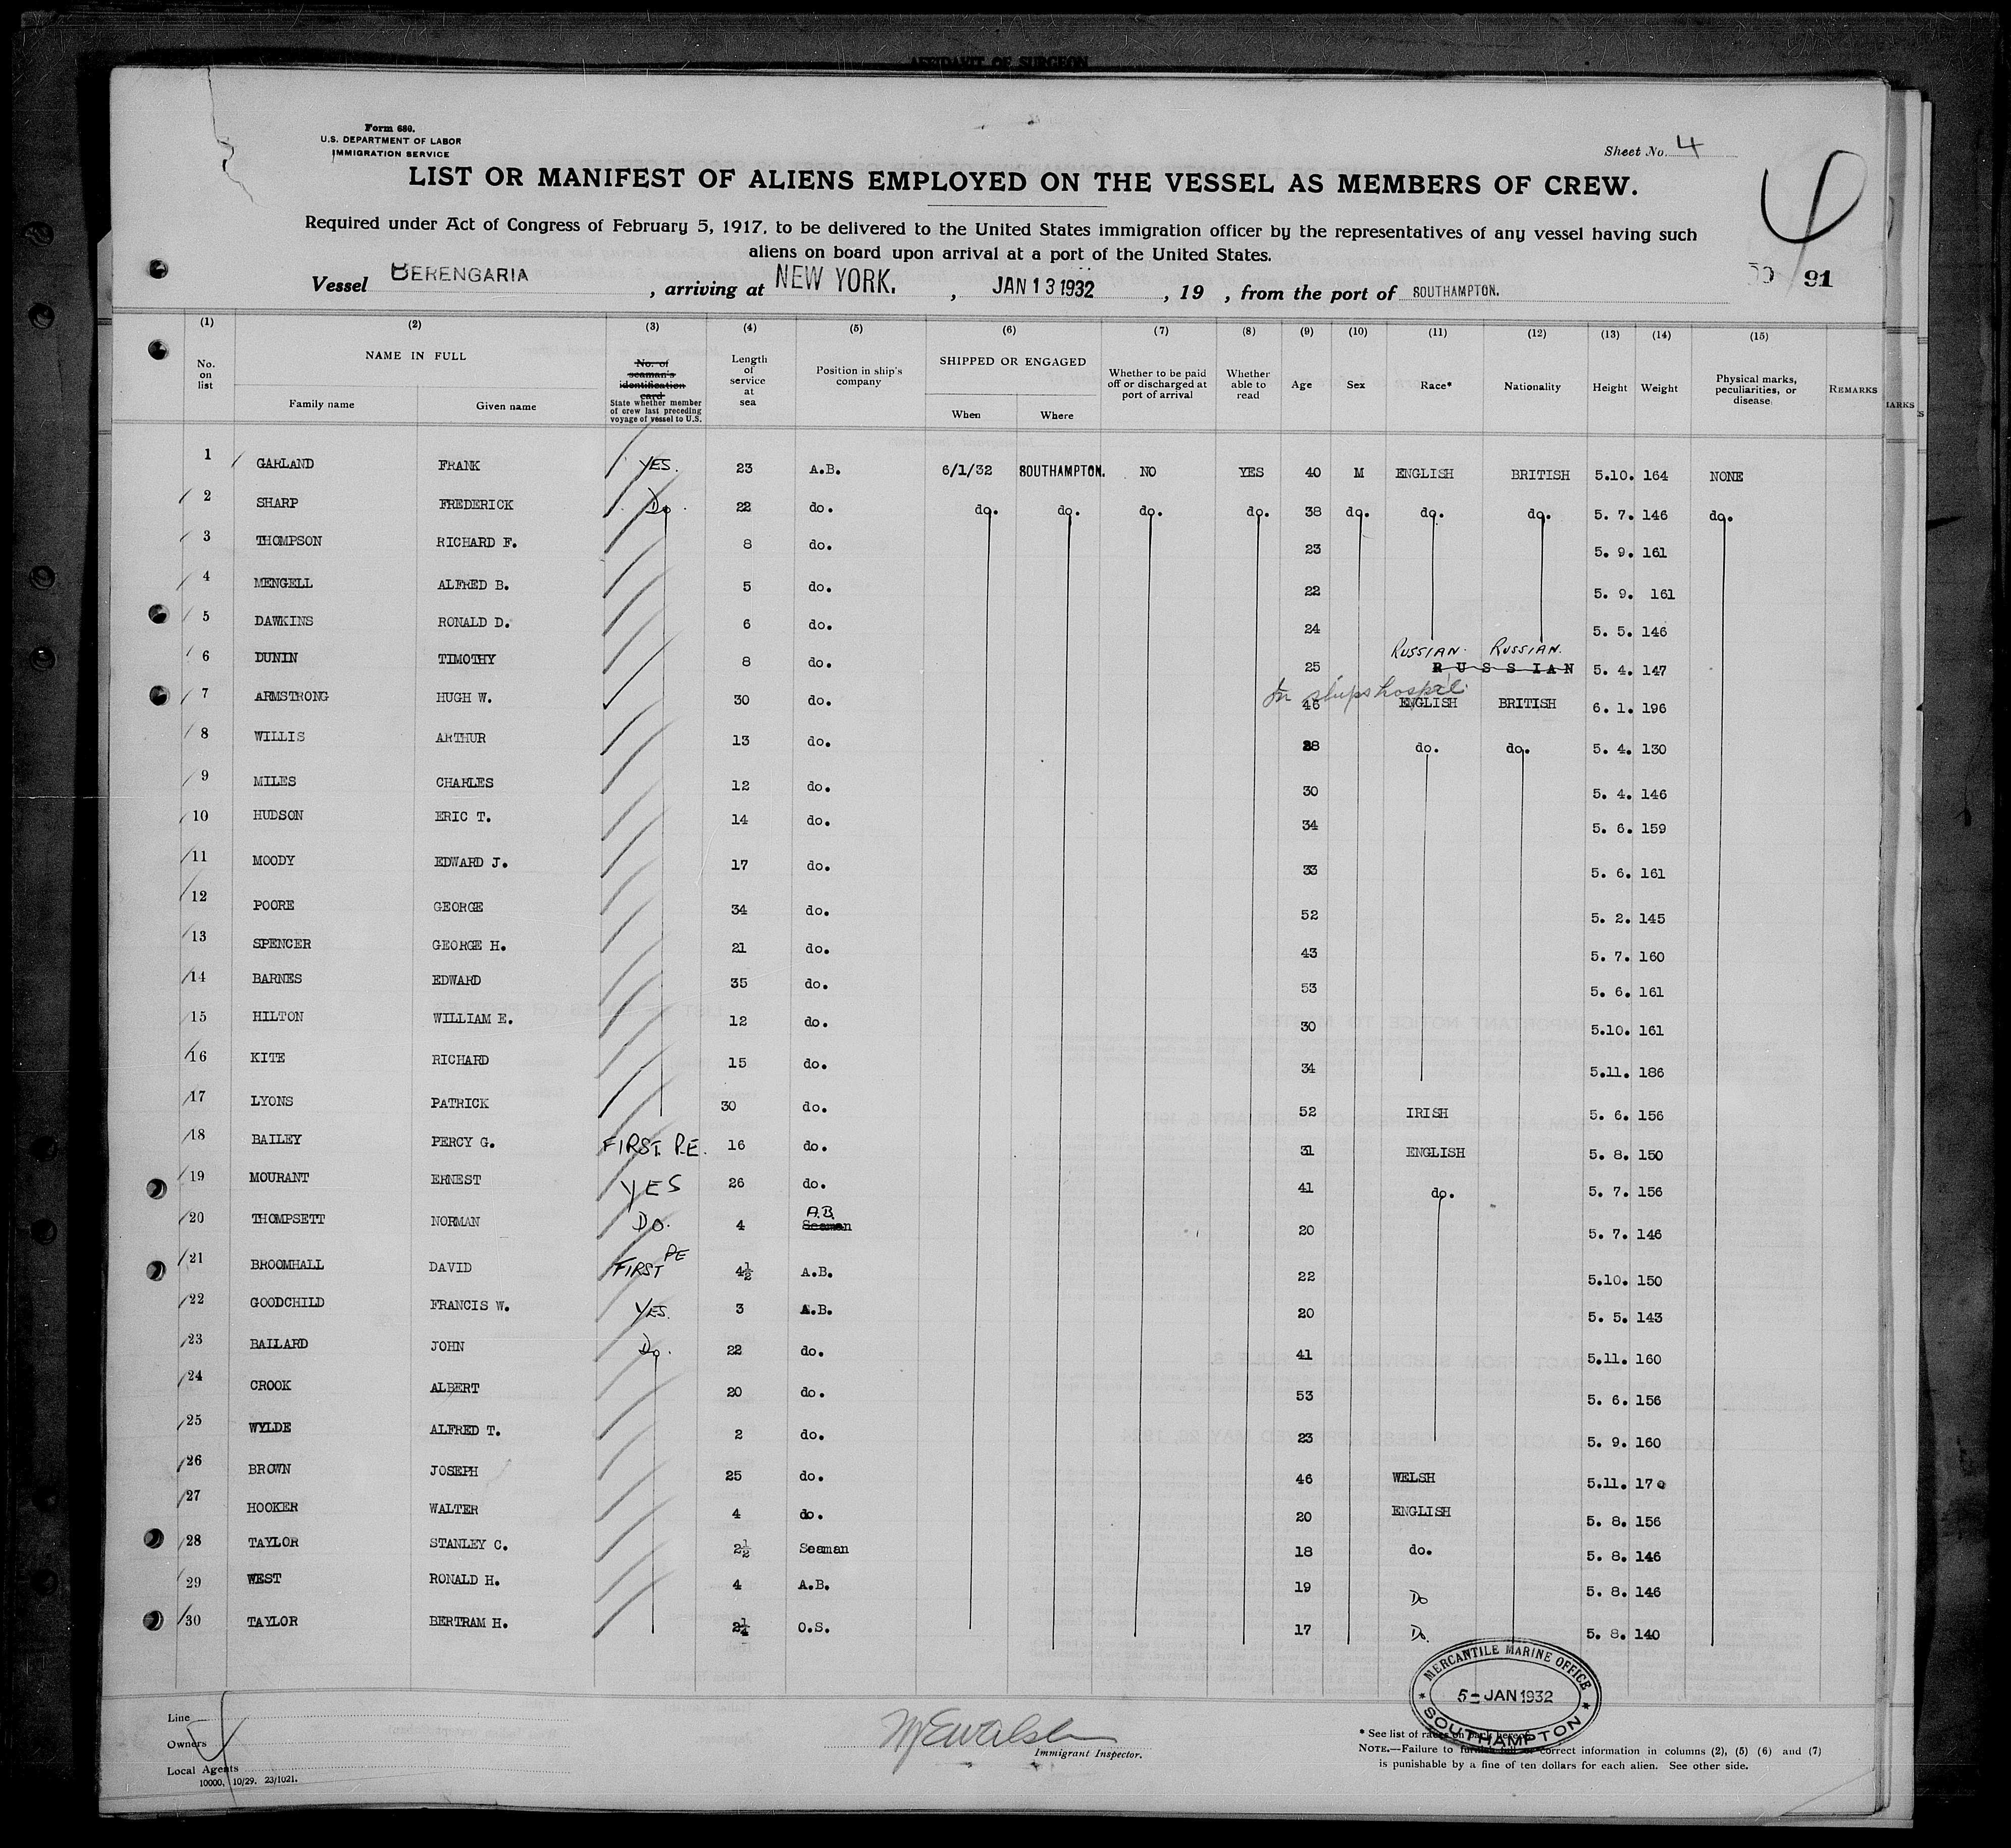 AFFIDAVIT OF SURGEON
Form 680.
U.S. DEPARTMENT OF LABOR
IMMIGRATION SERVICE
Sheet No. 4
LIST OR MANIFEST OF ALIENS EMPLOYED ON THE VESSEL AS MEMBERS OF CREW.
Required under Act of Congress of February 5, 1917, to be delivered to the United States immigration officer by the representatives of any vessel having such
aliens on board upon arrival at a port of the United States.
Vessel BERENGARIA, arriving at NEW YORK., JAN 13 1932, 19 , from the port of SOUTHAMPTON.
91
(1) (2) (3) (4) (5) (6) (7) (8) (9) (10) (11) (12) (13) (14) (15)
No. on list NAME IN FULL Family name Given name No. of seaman's identification card State whether member of crew last preceding voyage of vessel to U.S. Length of service at sea Position in ship's company SHIPPED OR ENGAGED When Where Whether to be paid off or discharged at port of arrival Whether able to read Age Sex Race* Nationality Height Weight Physical marks, peculiarities, or disease. REMARKS
1 GARLAND FRANK YES. 23 A.B. 6/1/32 SOUTHAMPTON. NO YES 40 M ENGLISH BRITISH 5.10. 164 NONE
2 SHARP FREDERICK Do. 22 do. do. do. do. do. 38 do. do. do. 5. 7. 146 do.
3 THOMPSON RICHARD F. 8 do. 23 5. 9. 161
4 MENGELL ALFRED B. 5 do. 22 5. 9. 161
5 DAWKINS RONALD D. 6 do. 24 5. 5. 146
6 DUNIN TIMOTHY 8 do. 25 RUSSIAN. RUSSIAN. RUSSIAN 5. 4. 147
In ships hospil.
7 ARMSTRONG HUGH W. 30 do. 46 ENGLISH BRITISH 6. 1. 196
8 WILLIS ARTHUR 13 do. 28 do. do. 5. 4. 130
9 MILES CHARLES 12 do. 30 5. 4. 146
10 HUDSON ERIC T. 14 do. 34 5. 6. 159
11 MOODY EDWARD J. 17 do. 33 5. 6. 161
12 POORE GEORGE 34 do. 52 5. 2. 145
13 SPENCER GEORGE H. 21 do. 43 5. 7. 160
14 BARNES EDWARD 35 do. 53 5. 6. 161
15 HILTON WILLIAM E. 12 do. 30 5.10. 161
16 KITE RICHARD 15 do. 34 5.11. 186
17 LYONS PATRICK 30 do. 52 IRISH 5. 6. 156
18 BAILEY PERCY G. FIRST. P.E. 16 do. 31 ENGLISH 5. 8. 150
19 MOURANT ERNEST YES 26 do. 41 do. 5. 7. 156
20 THOMPSETT NORMAN Do. 4 A.B. Seaman 20 5. 7. 146
21 BROOMHALL DAVID FIRST PE 4½ A.B. 22 5.10. 150
22 GOODCHILD FRANCIS W. YES. 3 A.B. 20 5. 5. 143
23 BALLARD JOHN Do. 22 do. 41 5.11. 160
24 CROOK ALBERT 20 do. 53 5. 6. 156
25 WYLDE ALFRED T. 2 do. 23 5. 9. 160
26 BROWN JOSEPH 25 do. 46 WELSH 5.11. 170
27 HOOKER WALTER 4 do. 20 ENGLISH 5. 8. 156
28 TAYLOR STANLEY C. 2½ Seaman 18 do. 5. 8. 146
29 WEST RONALD H. 4 A.B. 19 Do 5. 8. 146
30 TAYLOR BERTRAM H. 2¼ O.S. 17 Do. 5. 8. 140
MERCANTILE MARINE OFFICE
5 - JAN 1932
SOUTHAMPTON
Line
Owners
Local Agents
10000, 10/29. 23/1021.
Immigrant Inspector.
* See list of races on back hereof.
NOTE.—Failure to furnish full or correct information in columns (2), (5) (6) and (7)
is punishable by a fine of ten dollars for each alien. See other side.